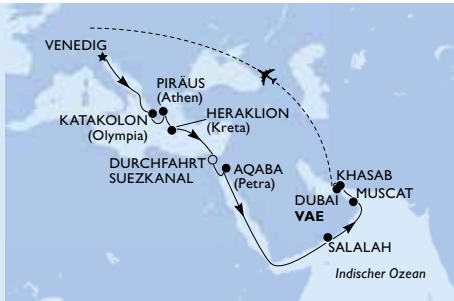 VENEDIG
PIRÄUS
(Athen)
KATAKOLON
(Olympia)
HERAKLION
(Kreta)
DURCHFAHRT
SUEZKANAL
AQABA
(Petra)
KHASAB
DUBAI
VAE
MUSCAT
SALALAH
Indischer Ozean